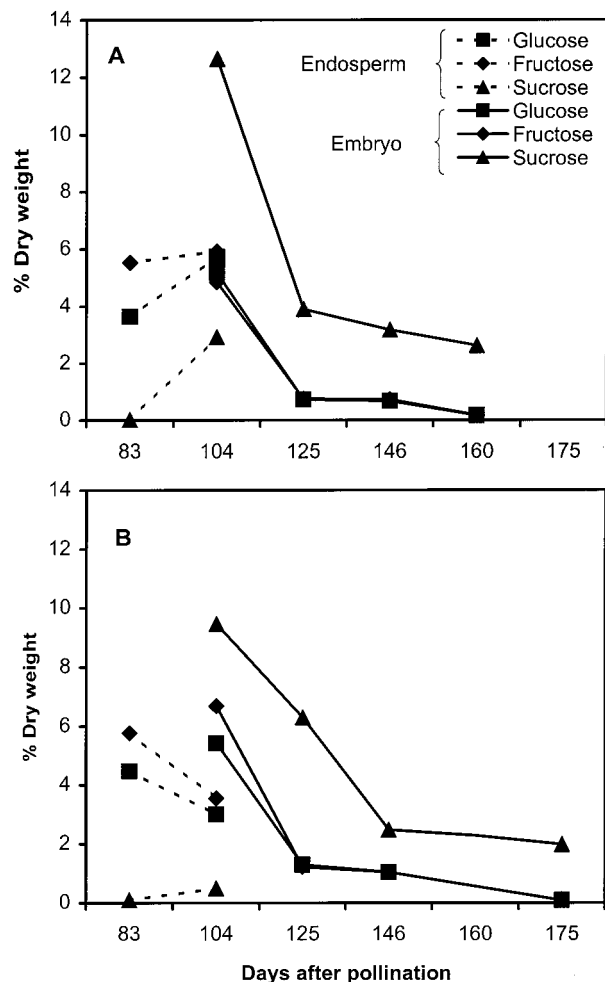 14
12
10
8
6
4
2
0
% Dry weight
A
Endosperm
Glucose
Fructose
Sucrose
Embryo
Glucose
Fructose
Sucrose
83 104 125 146 160 175
14
12
10
8
6
4
2
0
% Dry weight
B
83 104 125 146 160 175
Days after pollination